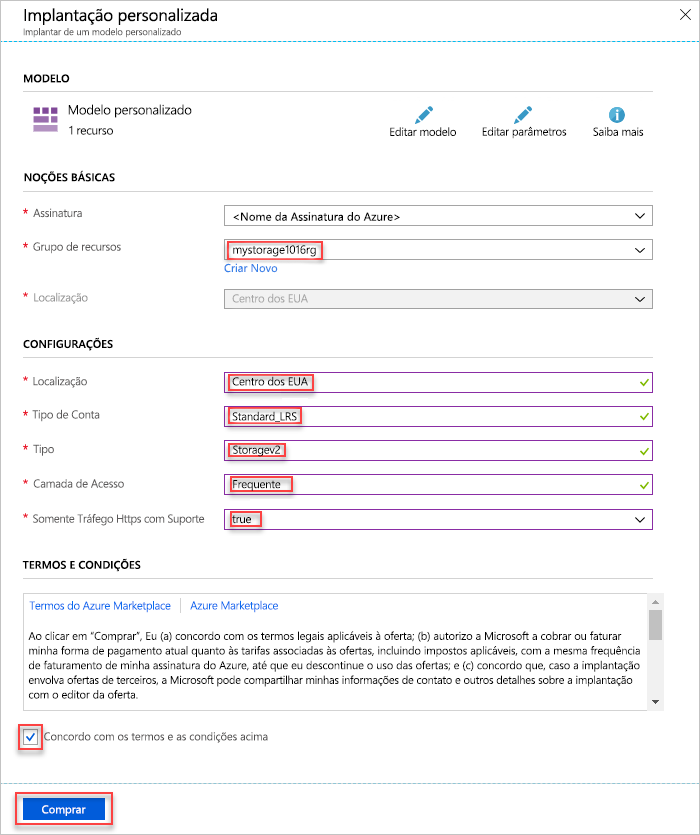 Implantação personalizada
Implantar de um modelo personalizado
MODELO
Modelo personalizado
1 recurso
Editar modelo
Editar parâmetros
Saiba mais
NOÇÕES BÁSICAS
* Assinatura
<Nome da Assinatura do Azure>
* Grupo de recursos
mystorage1016rg
Criar Novo
* Localização
Centro dos EUA
CONFIGURAÇÕES
* Localização
Centro dos EUA
* Tipo de Conta
Standard_LRS
* Tipo
Storagev2
* Camada de Acesso
Frequente
* Somente Tráfego Https com Suporte
true
TERMOS E CONDIÇÕES
Termos do Azure Marketplace | Azure Marketplace
Ao clicar em “Comprar”, Eu (a) concordo com os termos legais aplicáveis à oferta; (b) autorizo a Microsoft a cobrar ou faturar
minha forma de pagamento atual quanto às tarifas associadas às ofertas, incluindo impostos aplicáveis, com a mesma frequência
de faturamento de minha assinatura do Azure, até que eu descontinue o uso das ofertas; e (c) concordo que, caso a implantação
envolva ofertas de terceiros, a Microsoft pode compartilhar minhas informações de contato e outros detalhes sobre a implantação
com o editor da oferta.
Concordo com os termos e as condições acima
Comprar